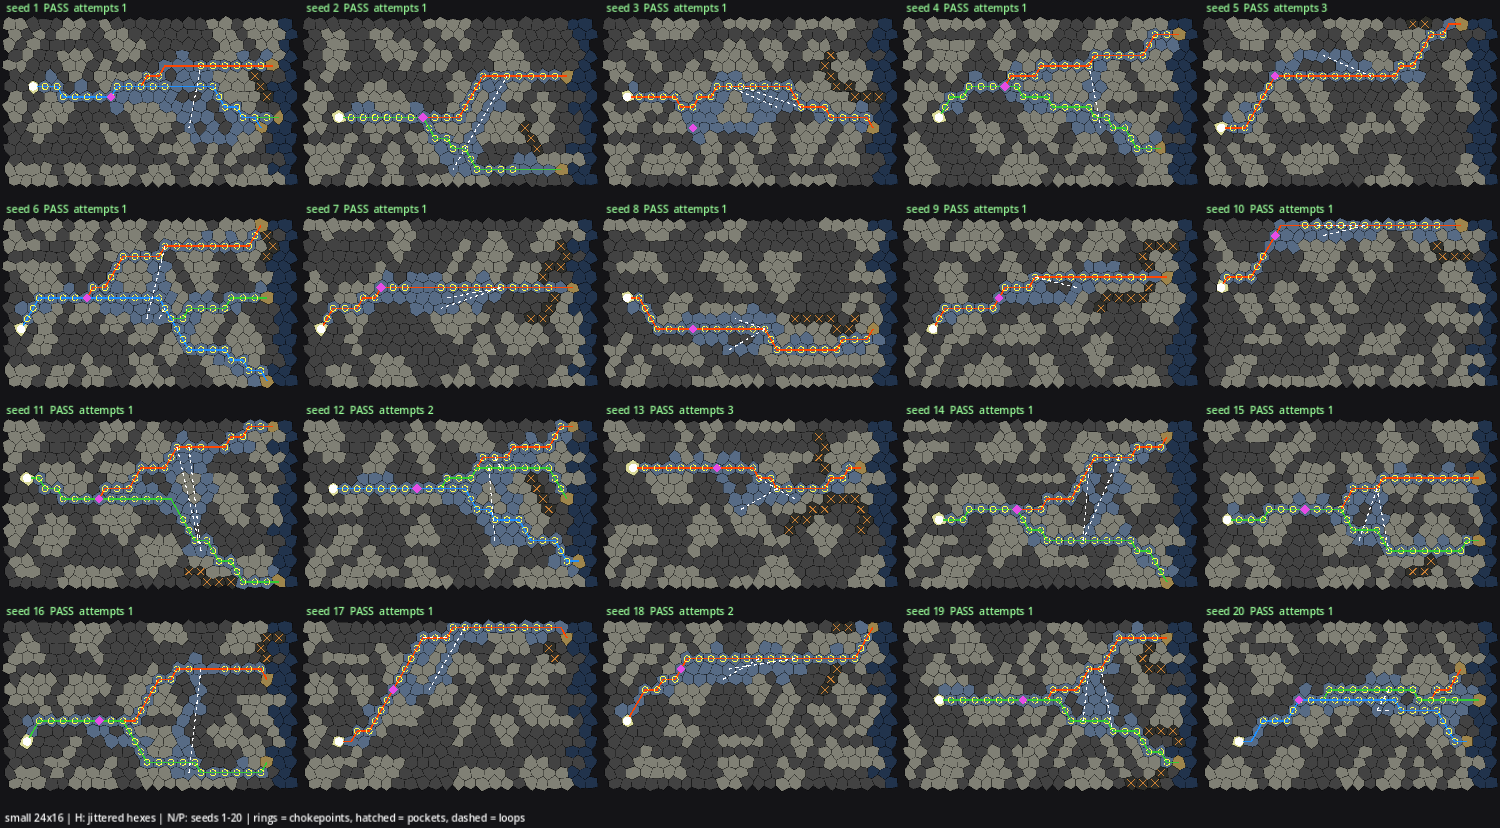 seed 1 PASS attempts 1
seed 2 PASS attempts 1
seed 3 PASS attempts 1
seed 4 PASS attempts 1
seed 5 PASS attempts 3
seed 6 PASS attempts 1
seed 7 PASS attempts 1
seed 8 PASS attempts 1
seed 9 PASS attempts 1
seed 10 PASS attempts 1
seed 11 PASS attempts 1
seed 12 PASS attempts 2
seed 13 PASS attempts 3
seed 14 PASS attempts 1
seed 15 PASS attempts 1
seed 16 PASS attempts 1
seed 17 PASS attempts 1
seed 18 PASS attempts 2
seed 19 PASS attempts 1
seed 20 PASS attempts 1
small 24x16 | H: jittered hexes | N/P: seeds 1-20 | rings = chokepoints, hatched = pockets, dashed = loops